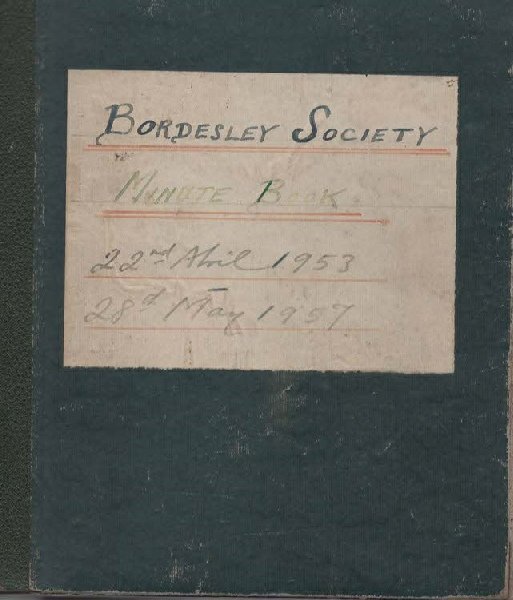 BORDESLEY SOCIETY
MINUTE BOOK.
22nd April 1953
–
28th May 1957